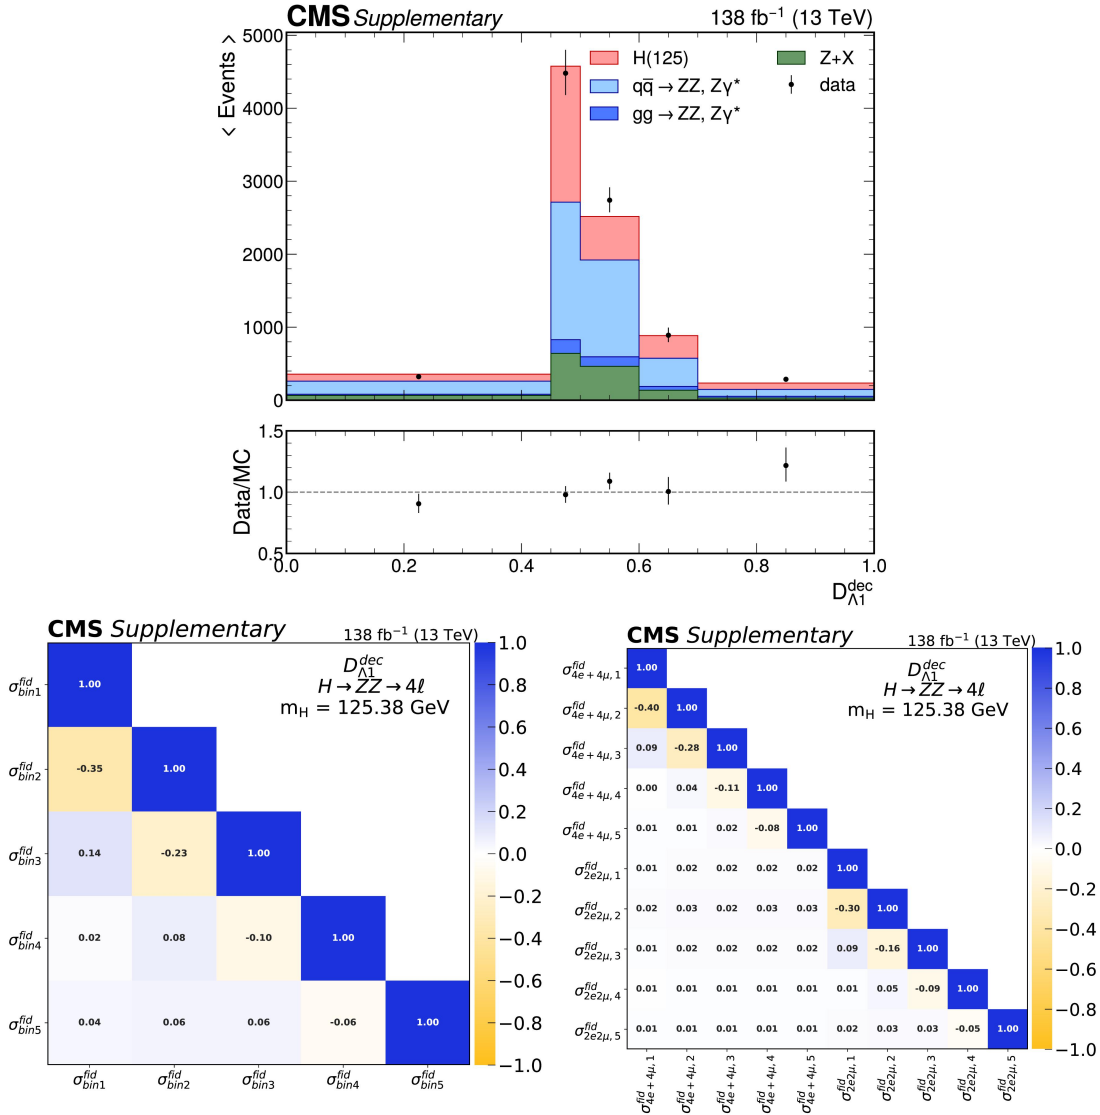 CMS Supplementary 138 fb⁻¹ (13 TeV)
< Events >
5000
4000
3000
2000
1000
0
H(125)
qq̅ → ZZ, Zγ*
gg → ZZ, Zγ*
Z+X
data
Data/MC
1.5
1.0
0.5
0.0 0.2 0.4 0.6 0.8 1.0
D^dec_Λ1
CMS Supplementary 138 fb⁻¹ (13 TeV)
D^dec_Λ1
H → ZZ → 4ℓ
m_H = 125.38 GeV
σ^fid_bin1 1.00
σ^fid_bin2 -0.35 1.00
σ^fid_bin3 0.14 -0.23 1.00
σ^fid_bin4 0.02 0.08 -0.10 1.00
σ^fid_bin5 0.04 0.06 0.06 -0.06 1.00
σ^fid_bin1 σ^fid_bin2 σ^fid_bin3 σ^fid_bin4 σ^fid_bin5
1.0
0.8
0.6
0.4
0.2
0.0
−0.2
−0.4
−0.6
−0.8
−1.0
CMS Supplementary 138 fb⁻¹ (13 TeV)
D^dec_Λ1
H → ZZ → 4ℓ
m_H = 125.38 GeV
σ^fid_4e+4μ,1 1.00
σ^fid_4e+4μ,2 -0.40 1.00
σ^fid_4e+4μ,3 0.09 -0.28 1.00
σ^fid_4e+4μ,4 0.00 0.04 -0.11 1.00
σ^fid_4e+4μ,5 0.01 0.01 0.02 -0.08 1.00
σ^fid_2e2μ,1 0.01 0.02 0.02 0.02 0.02 1.00
σ^fid_2e2μ,2 0.02 0.03 0.02 0.03 0.03 -0.30 1.00
σ^fid_2e2μ,3 0.01 0.02 0.02 0.02 0.02 0.09 -0.16 1.00
σ^fid_2e2μ,4 0.01 0.01 0.01 0.01 0.01 0.01 0.05 -0.09 1.00
σ^fid_2e2μ,5 0.01 0.01 0.01 0.01 0.01 0.02 0.03 0.03 -0.05 1.00
σ^fid_4e+4μ,1 σ^fid_4e+4μ,2 σ^fid_4e+4μ,3 σ^fid_4e+4μ,4 σ^fid_4e+4μ,5 σ^fid_2e2μ,1 σ^fid_2e2μ,2 σ^fid_2e2μ,3 σ^fid_2e2μ,4 σ^fid_2e2μ,5
1.0
0.8
0.6
0.4
0.2
0.0
−0.2
−0.4
−0.6
−0.8
−1.0